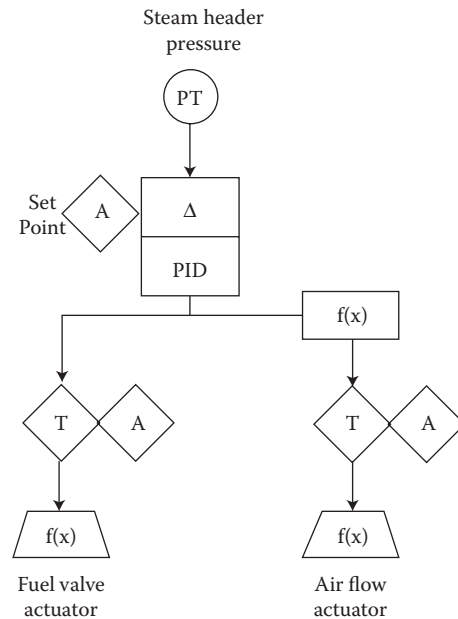 Steam header
pressure
PT
Set
Point
A
Δ
PID
f(x)
T
A
T
A
f(x)
f(x)
Fuel valve
actuator
Air flow
actuator